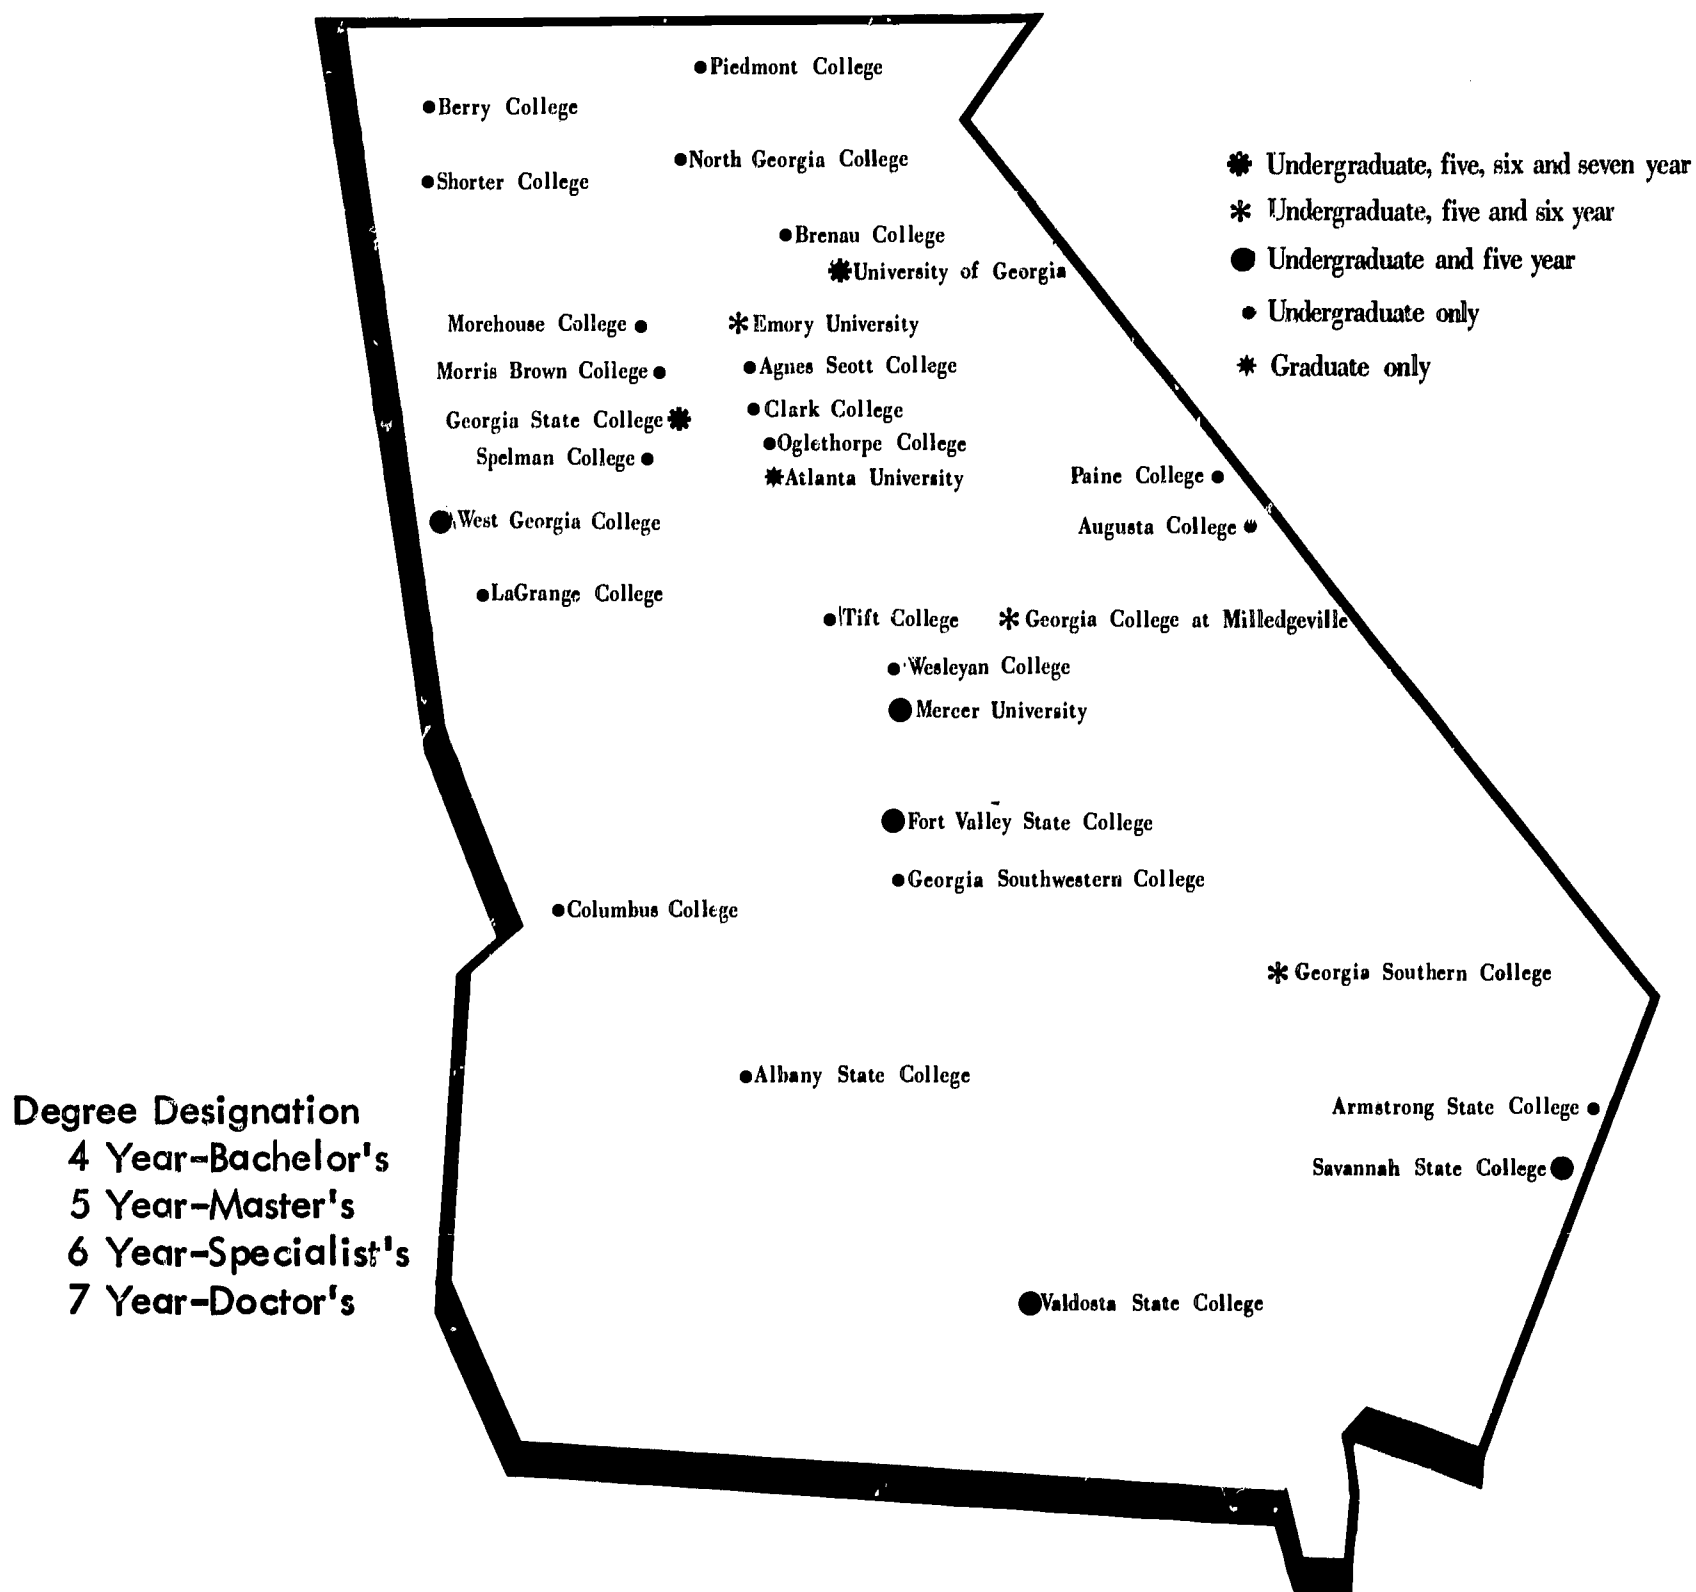 Piedmont College
Berry College
North Georgia College
Shorter College
Brenau College
University of Georgia
Morehouse College
Emory University
Morris Brown College
Agnes Scott College
Georgia State College
Clark College
Oglethorpe College
Spelman College
Atlanta University
Paine College
West Georgia College
Augusta College
LaGrange College
Tift College
Georgia College at Milledgeville
Wesleyan College
Mercer University
Fort Valley State College
Georgia Southwestern College
Columbus College
Georgia Southern College
Albany State College
Armstrong State College
Savannah State College
Valdosta State College
Undergraduate, five, six and seven year
Undergraduate, five and six year
Undergraduate and five year
Undergraduate only
Graduate only
Degree Designation
4 Year-Bachelor's
5 Year-Master's
6 Year-Specialist's
7 Year-Doctor's